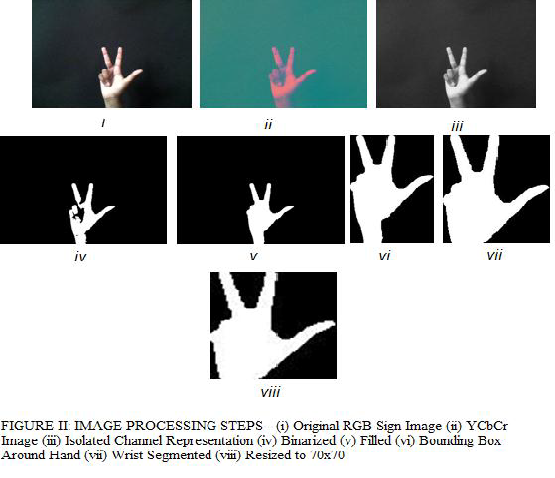 i
ii
iii
iv
v
vi
vii
viii
FIGURE II: IMAGE PROCESSING STEPS (i) Original RGB Sign Image (ii) YCbCr
Image (iii) Isolated Channel Representation (iv) Binarized (v) Filled (vi) Bounding Box
Around Hand (vii) Wrist Segmented (viii) Resized to 70x70